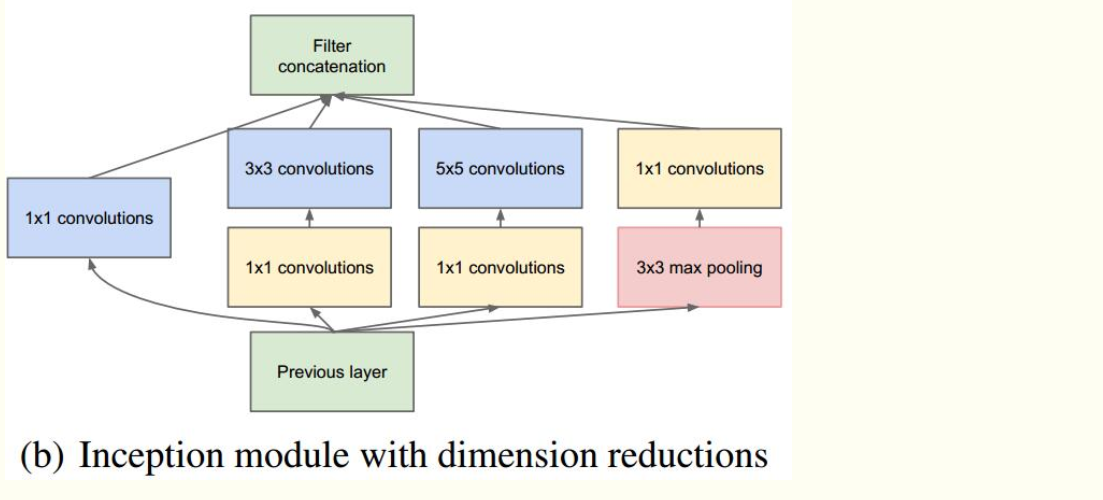 Filter
concatenation
3x3 convolutions
5x5 convolutions
1x1 convolutions
1x1 convolutions
1x1 convolutions
1x1 convolutions
3x3 max pooling
Previous layer
(b) Inception module with dimension reductions